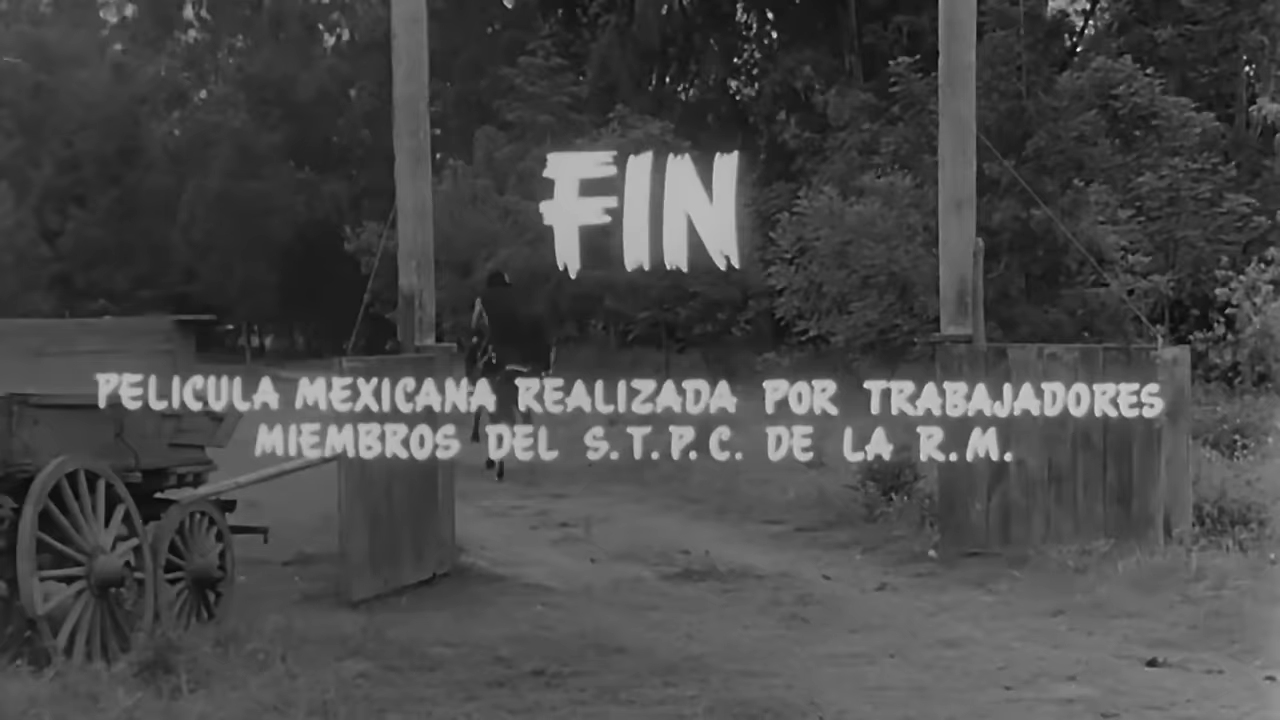 FIN
PELICULA MEXICANA REALIZADA POR TRABAJADORES
MIEMBROS DEL S.T.P.C. DE LA R.M.